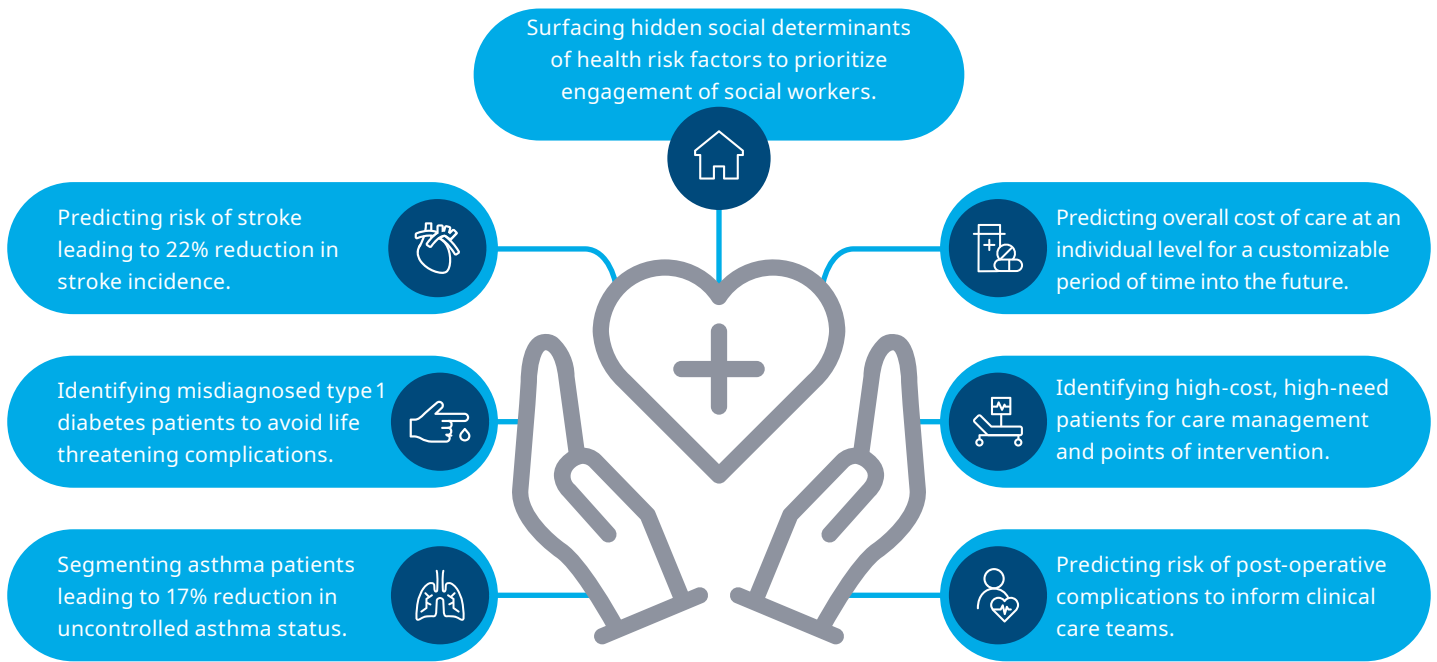 Surfacing hidden social determinants
of health risk factors to prioritize
engagement of social workers.
Predicting risk of stroke
leading to 22% reduction in
stroke incidence.
Identifying misdiagnosed type 1
diabetes patients to avoid life
threatening complications.
Segmenting asthma patients
leading to 17% reduction in
uncontrolled asthma status.
Predicting overall cost of care at an
individual level for a customizable
period of time into the future.
Identifying high-cost, high-need
patients for care management
and points of intervention.
Predicting risk of post-operative
complications to inform clinical
care teams.